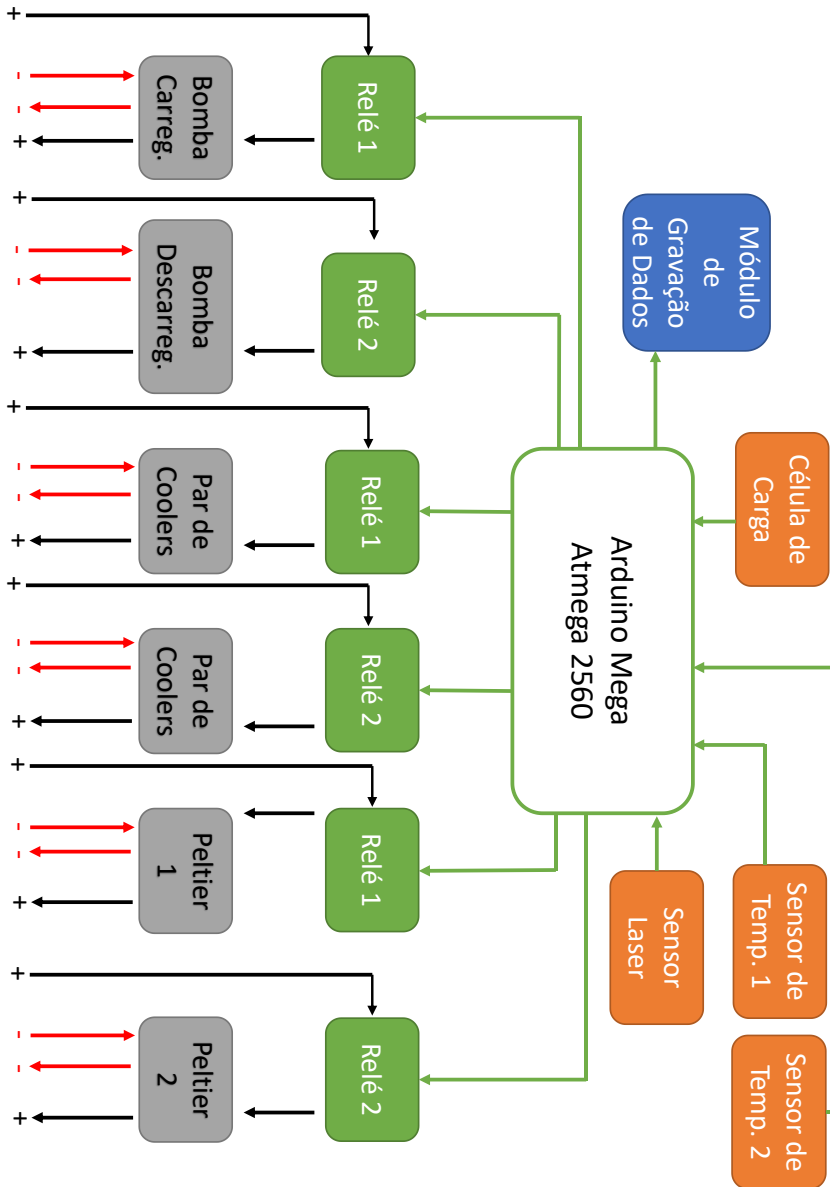 Módulo
de
Gravação
de Dados
Célula de
Carga
Sensor de
Temp. 1
Sensor de
Temp. 2
Sensor
Laser
Arduino Mega
Atmega 2560
Relé 1
Relé 2
Relé 1
Relé 2
Relé 1
Relé 2
Bomba
Carreg.
Bomba
Descarreg.
Par de
Coolers
Par de
Coolers
Peltier
1
Peltier
2
+ - - +
+ - - +
+ - - +
+ - - +
+ - - +
+ - - +